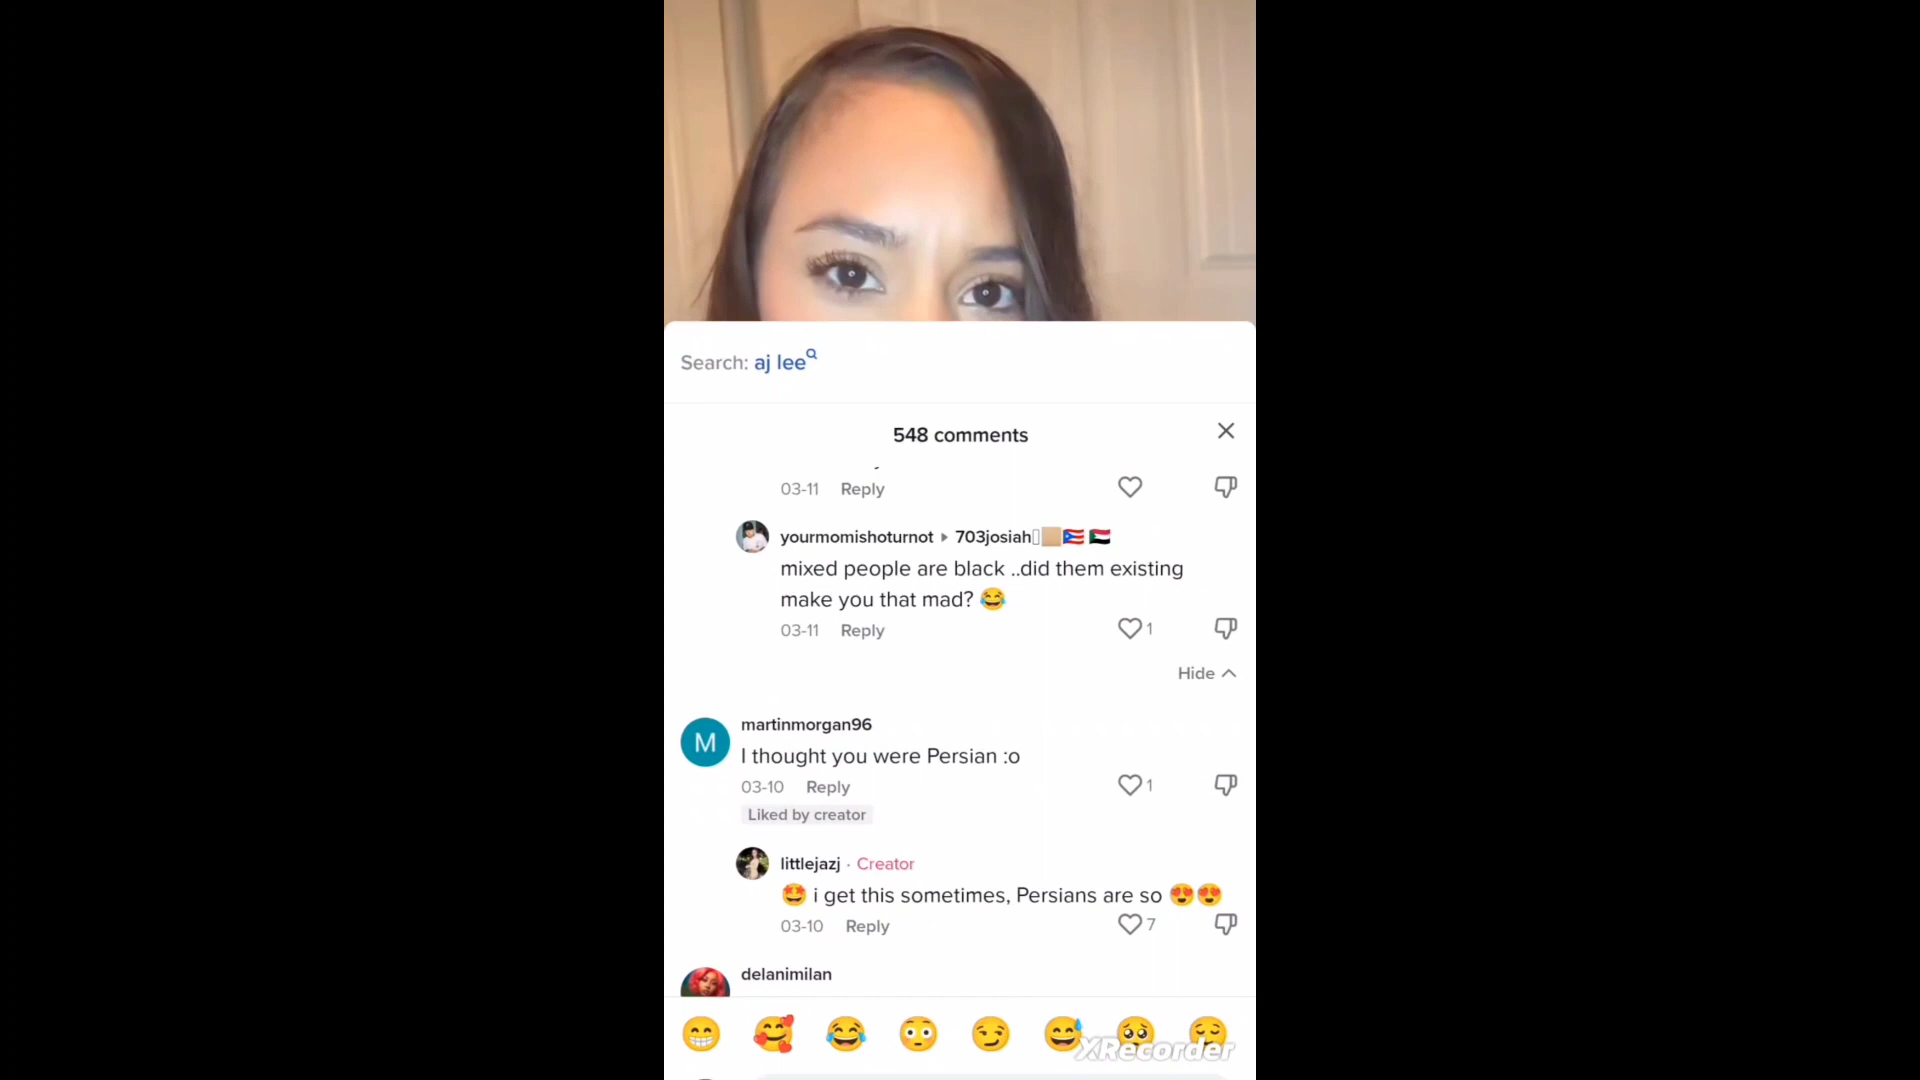 Search: aj lee
548 comments
03-11 Reply
yourmomishoturnot 703josiah
mixed people are black ..did them existing
make you that mad? 😂
03-11 Reply 1
Hide
M
martinmorgan96
I thought you were Persian :o
03-10 Reply 1
Liked by creator
littlejazj · Creator
🤩 i get this sometimes, Persians are so 😍😍
03-10 Reply 7
delanimilan
XRecorder